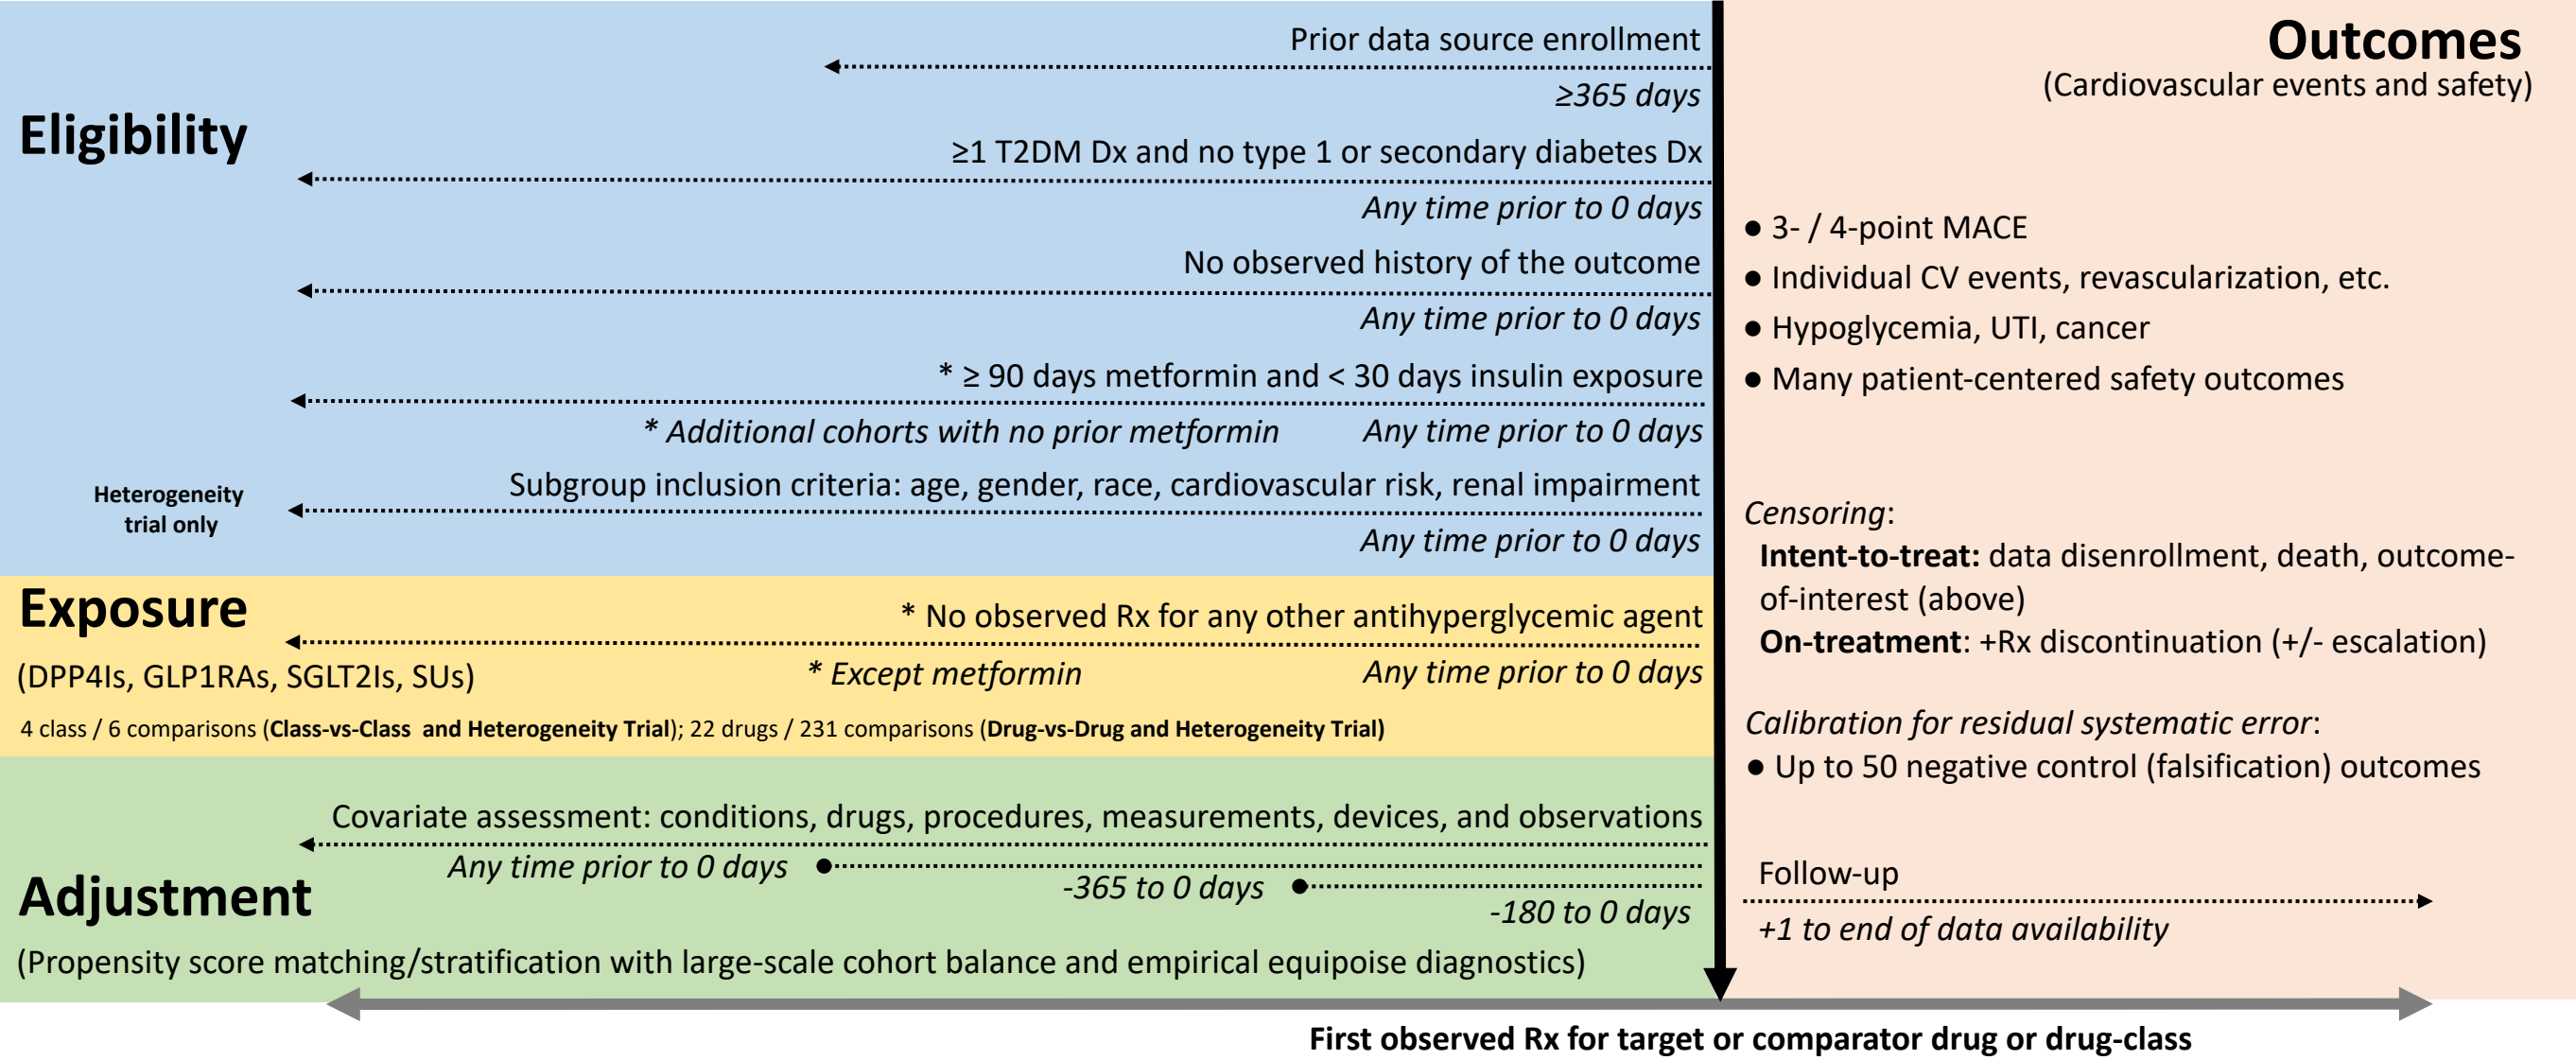 Prior data source enrollment
≥365 days
Eligibility
≥1 T2DM Dx and no type 1 or secondary diabetes Dx
Any time prior to 0 days
No observed history of the outcome
Any time prior to 0 days
* ≥ 90 days metformin and < 30 days insulin exposure
* Additional cohorts with no prior metformin
Any time prior to 0 days
Heterogeneity
trial only
Subgroup inclusion criteria: age, gender, race, cardiovascular risk, renal impairment
Any time prior to 0 days
Exposure
* No observed Rx for any other antihyperglycemic agent
(DPP4Is, GLP1RAs, SGLT2Is, SUs)
* Except metformin
Any time prior to 0 days
4 class / 6 comparisons (Class-vs-Class and Heterogeneity Trial); 22 drugs / 231 comparisons (Drug-vs-Drug and Heterogeneity Trial)
Covariate assessment: conditions, drugs, procedures, measurements, devices, and observations
Any time prior to 0 days
-365 to 0 days
-180 to 0 days
Adjustment
(Propensity score matching/stratification with large-scale cohort balance and empirical equipoise diagnostics)
Outcomes
(Cardiovascular events and safety)
● 3- / 4-point MACE
● Individual CV events, revascularization, etc.
● Hypoglycemia, UTI, cancer
● Many patient-centered safety outcomes
Censoring:
Intent-to-treat: data disenrollment, death, outcome-
of-interest (above)
On-treatment: +Rx discontinuation (+/- escalation)
Calibration for residual systematic error:
● Up to 50 negative control (falsification) outcomes
Follow-up
+1 to end of data availability
First observed Rx for target or comparator drug or drug-class